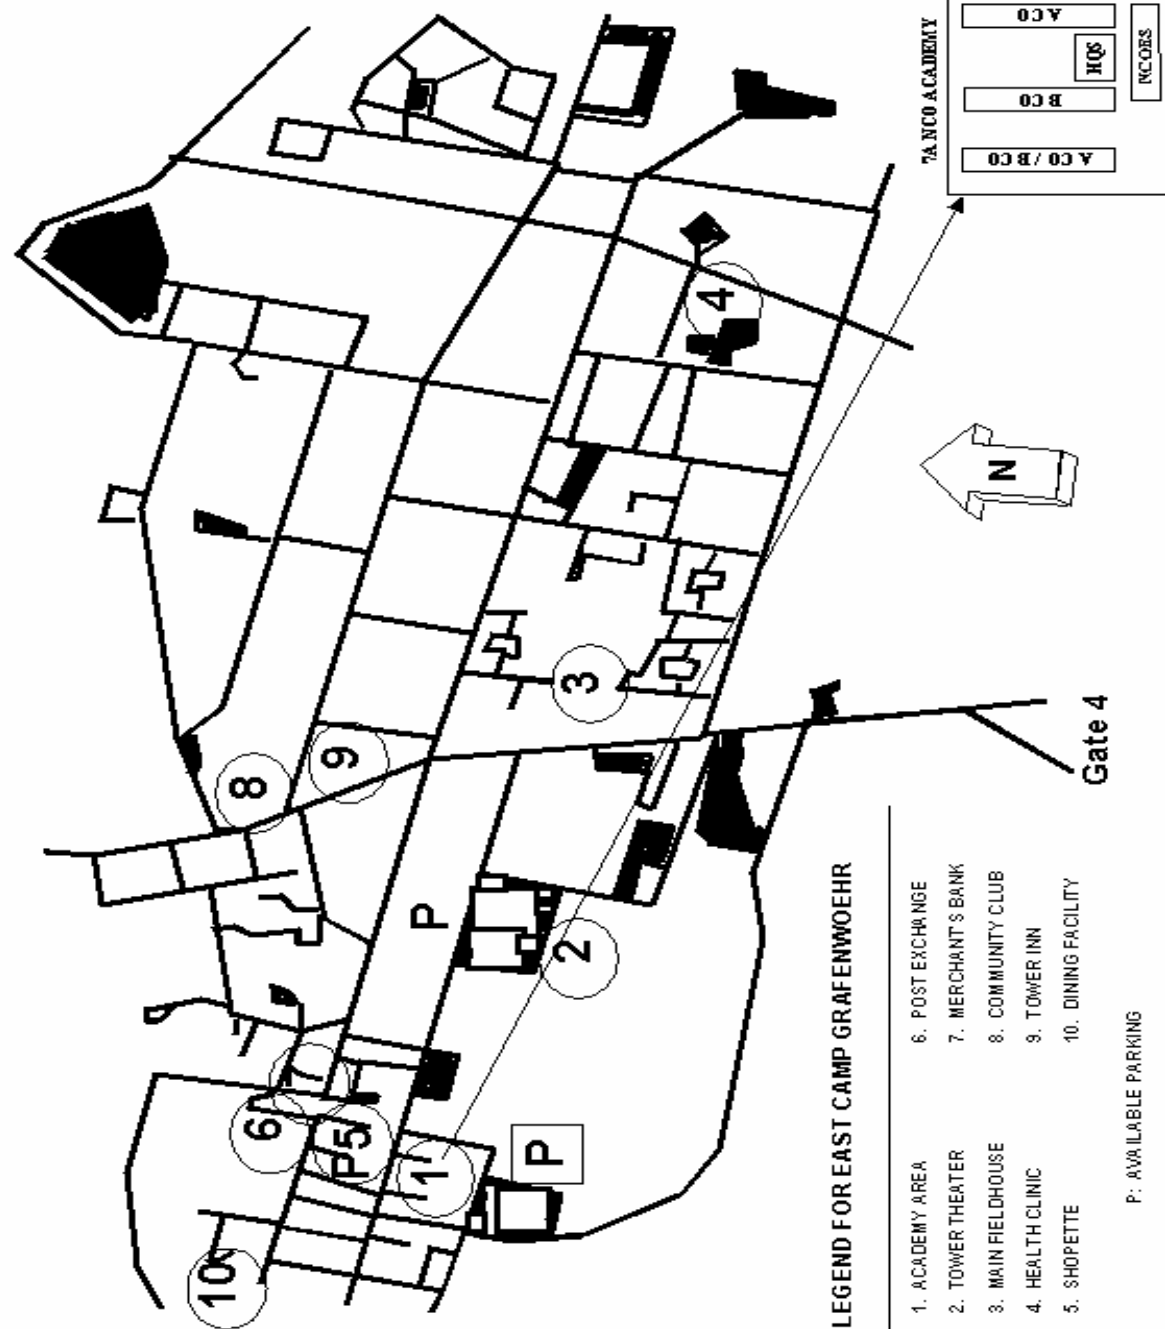 7A NCO ACADEMY
A CO / B CO
B CO
HQS
A CO
NCOES
10
6
7
8
9
P5
1
P
P
2
3
4
N
Gate 4
LEGEND FOR EAST CAMP GRAFENWOEHR
1. ACADEMY AREA
2. TOWER THEATER
3. MAIN FIELDHOUSE
4. HEALTH CLINIC
5. SHOPETTE
6. POST EXCHANGE
7. MERCHANT'S BANK
8. COMMUNITY CLUB
9. TOWER INN
10. DINING FACILITY
P: AVAILABLE PARKING